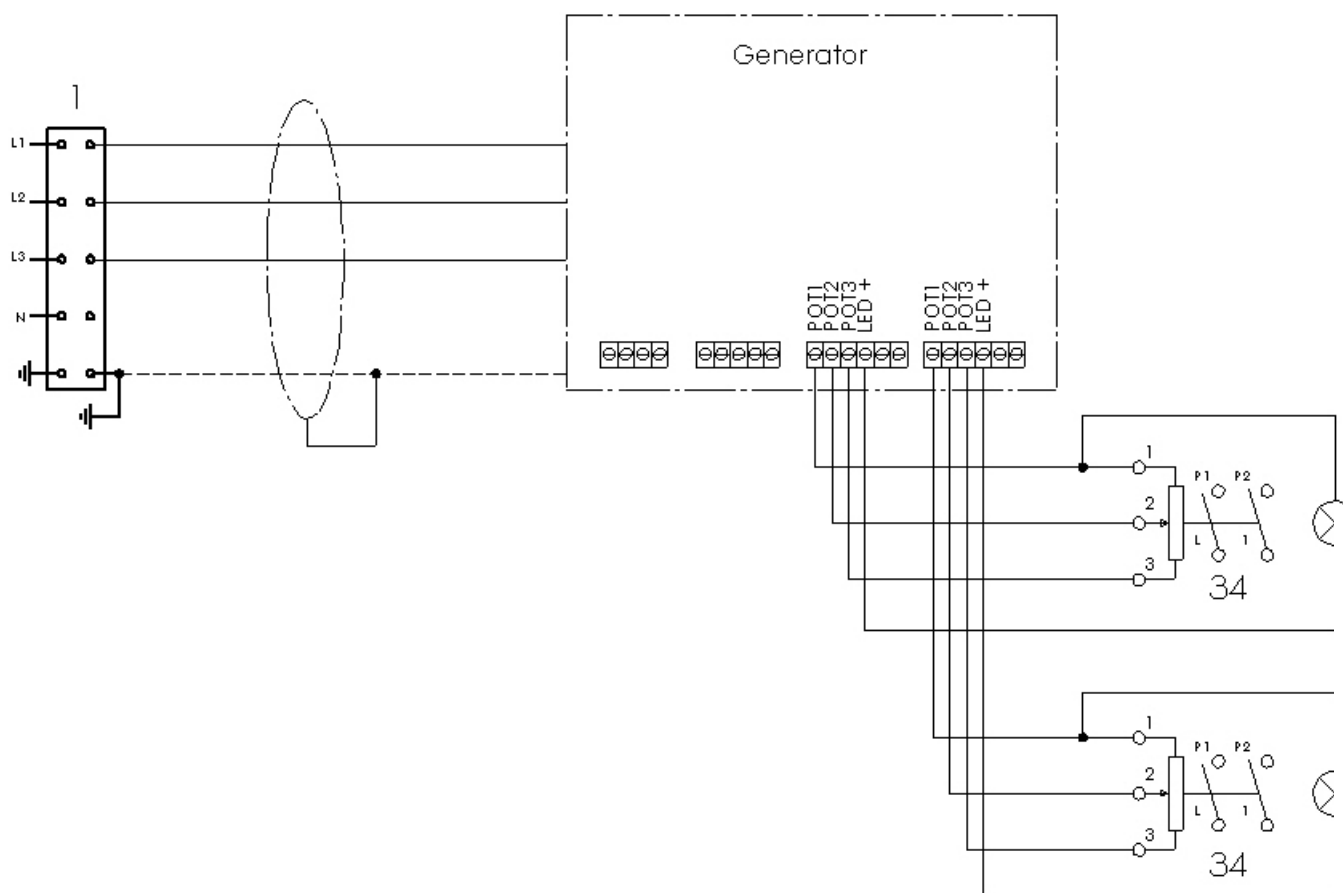 Generator
1
L1
L2
L3
N
POT1
POT2
POT3
LED +
POT1
POT2
POT3
LED +
1
P1 P2
2
L 1
3
34
1
P1 P2
2
L 1
3
34